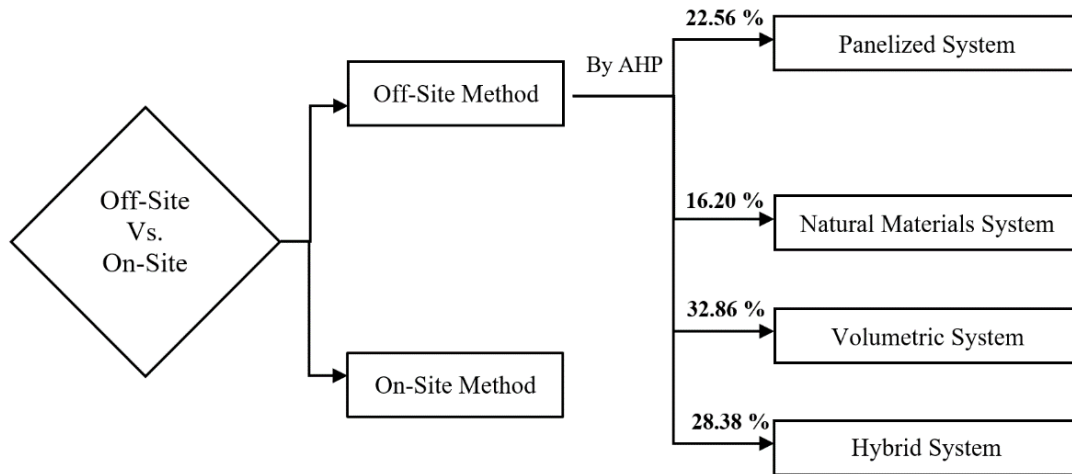 Off-Site
Vs.
On-Site
Off-Site Method
On-Site Method
By AHP
22.56 %
Panelized System
16.20 %
Natural Materials System
32.86 %
Volumetric System
28.38 %
Hybrid System